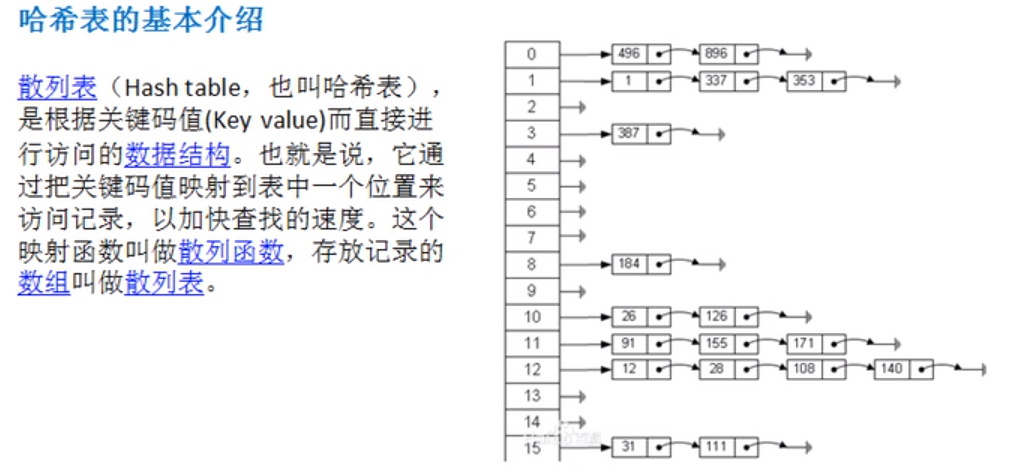 哈希表的基本介绍
散列表（Hash table，也叫哈希表），
是根据关键码值(Key value)而直接进
行访问的数据结构。也就是说，它通
过把关键码值映射到表中一个位置来
访问记录，以加快查找的速度。这个
映射函数叫做散列函数，存放记录的
数组叫做散列表。
0 496 896
1 1 337 353
2
3 387
4
5
6
7
8 184
9
10 26 126
11 91 155 171
12 12 28 108 140
13
14
15 31 111